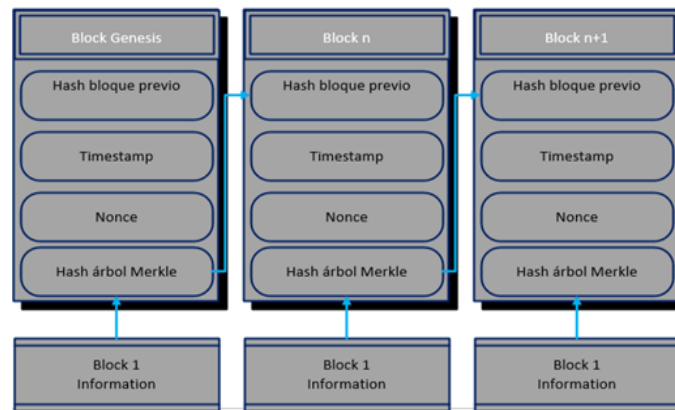 Block Genesis
Hash bloque previo
Timestamp
Nonce
Hash árbol Merkle
Block 1
Information
Block n
Hash bloque previo
Timestamp
Nonce
Hash árbol Merkle
Block 1
Information
Block n+1
Hash bloque previo
Timestamp
Nonce
Hash árbol Merkle
Block 1
Information